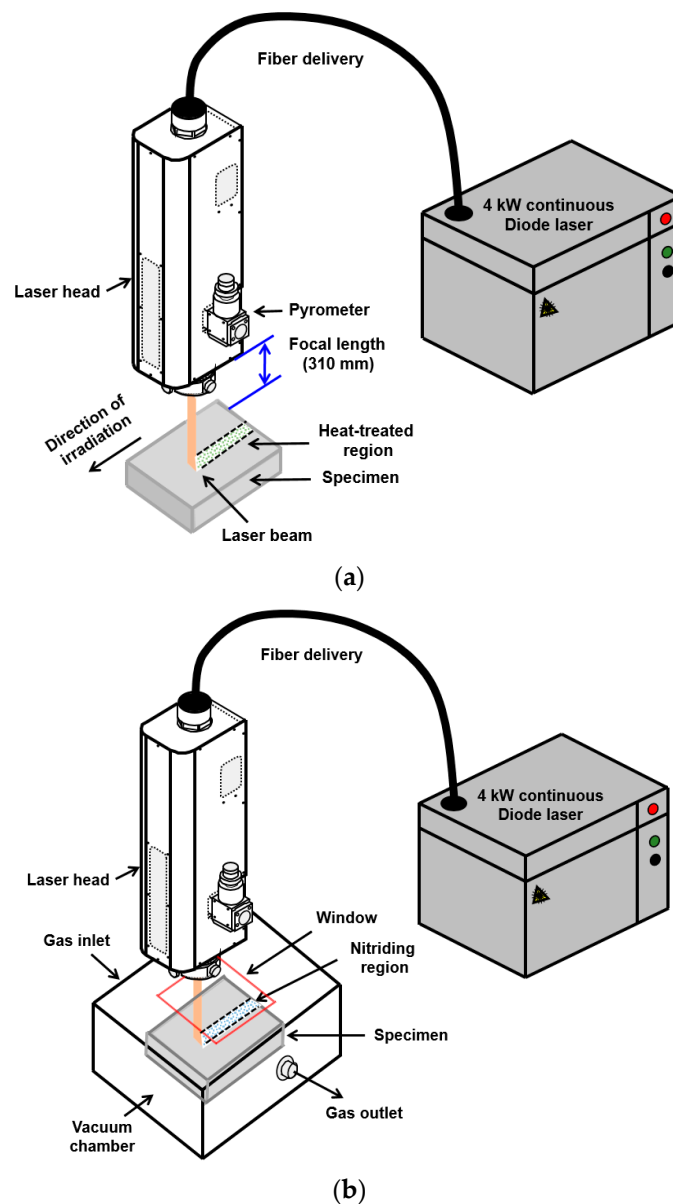 Fiber delivery
4 kW continuous
Diode laser
Laser head
Pyrometer
Focal length
(310 mm)
Direction of
irradiation
Heat-treated
region
Specimen
Laser beam
(a)
Fiber delivery
4 kW continuous
Diode laser
Laser head
Window
Gas inlet
Nitriding
region
Specimen
Gas outlet
Vacuum
chamber
(b)